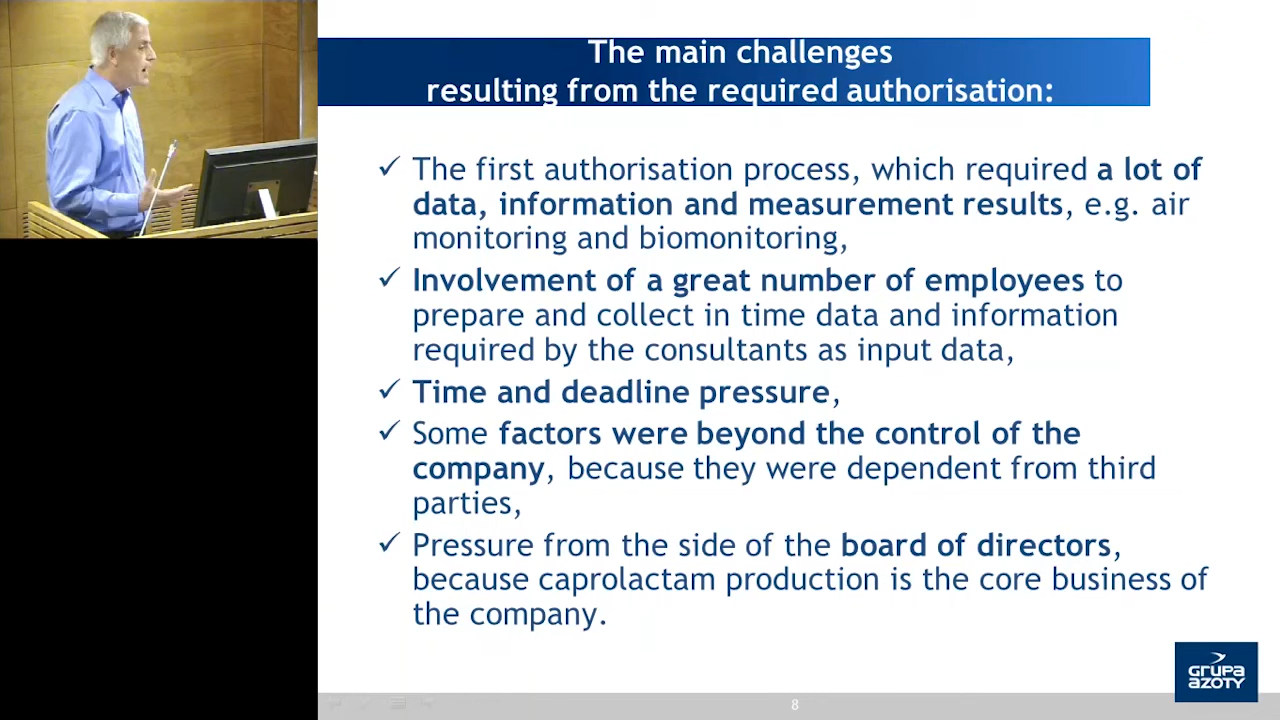 The main challenges
resulting from the required authorisation:
✓ The first authorisation process, which required a lot of
data, information and measurement results, e.g. air
monitoring and biomonitoring,
✓ Involvement of a great number of employees to
prepare and collect in time data and information
required by the consultants as input data,
✓ Time and deadline pressure,
✓ Some factors were beyond the control of the
company, because they were dependent from third
parties,
✓ Pressure from the side of the board of directors,
because caprolactam production is the core business of
the company.
GRUPA
AZOTY
8